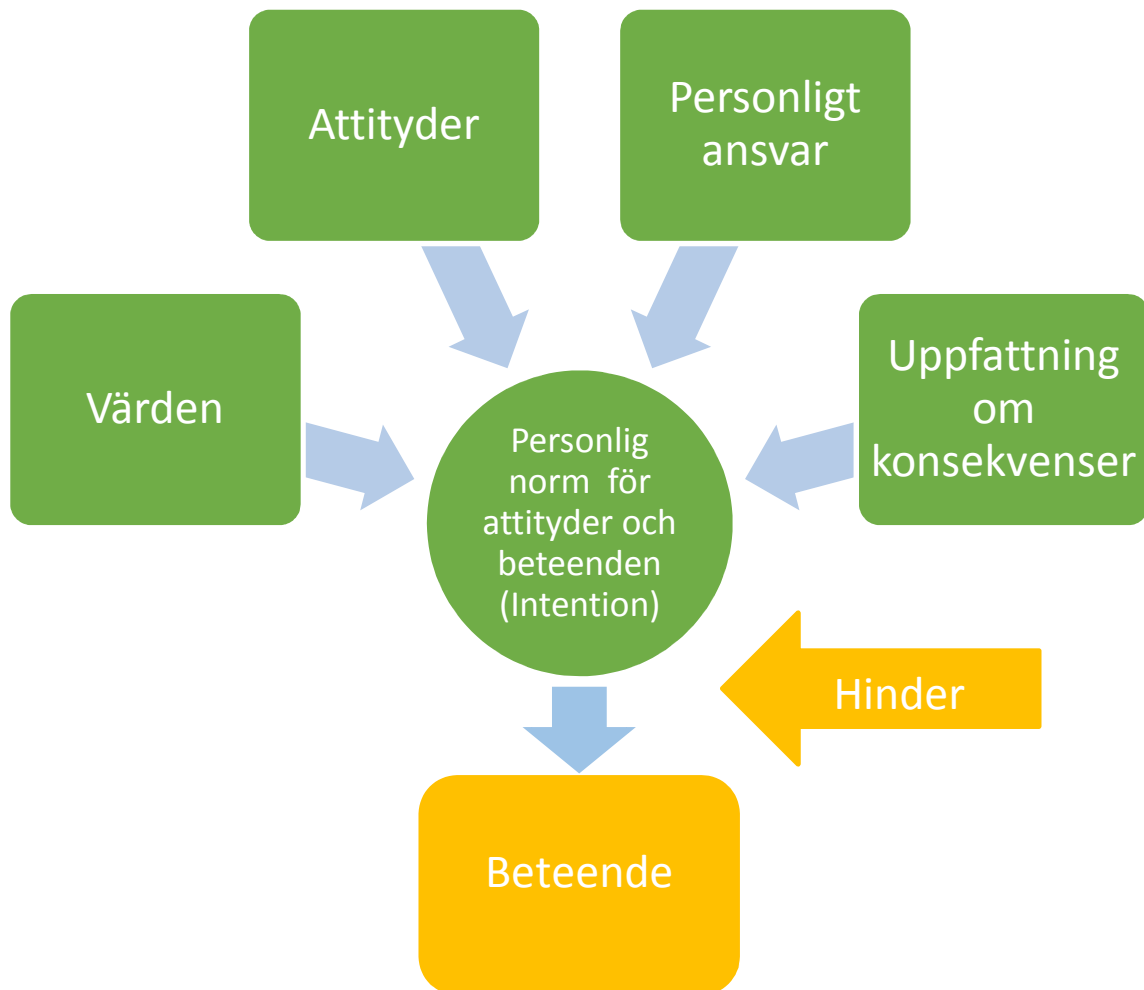 Attityder
Personligt
ansvar
Värden
Uppfattning
om
konsekvenser
Personlig
norm för
attityder och
beteenden
(Intention)
Hinder
Beteende